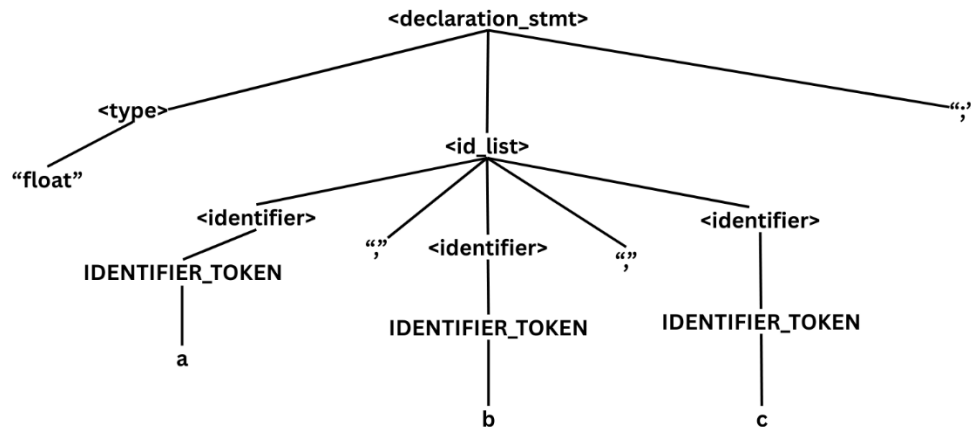 <declaration_stmt>
<type>
“;”
<id_list>
“float”
<identifier>
“,”
<identifier>
“,”
<identifier>
IDENTIFIER_TOKEN
IDENTIFIER_TOKEN
IDENTIFIER_TOKEN
a
b
c